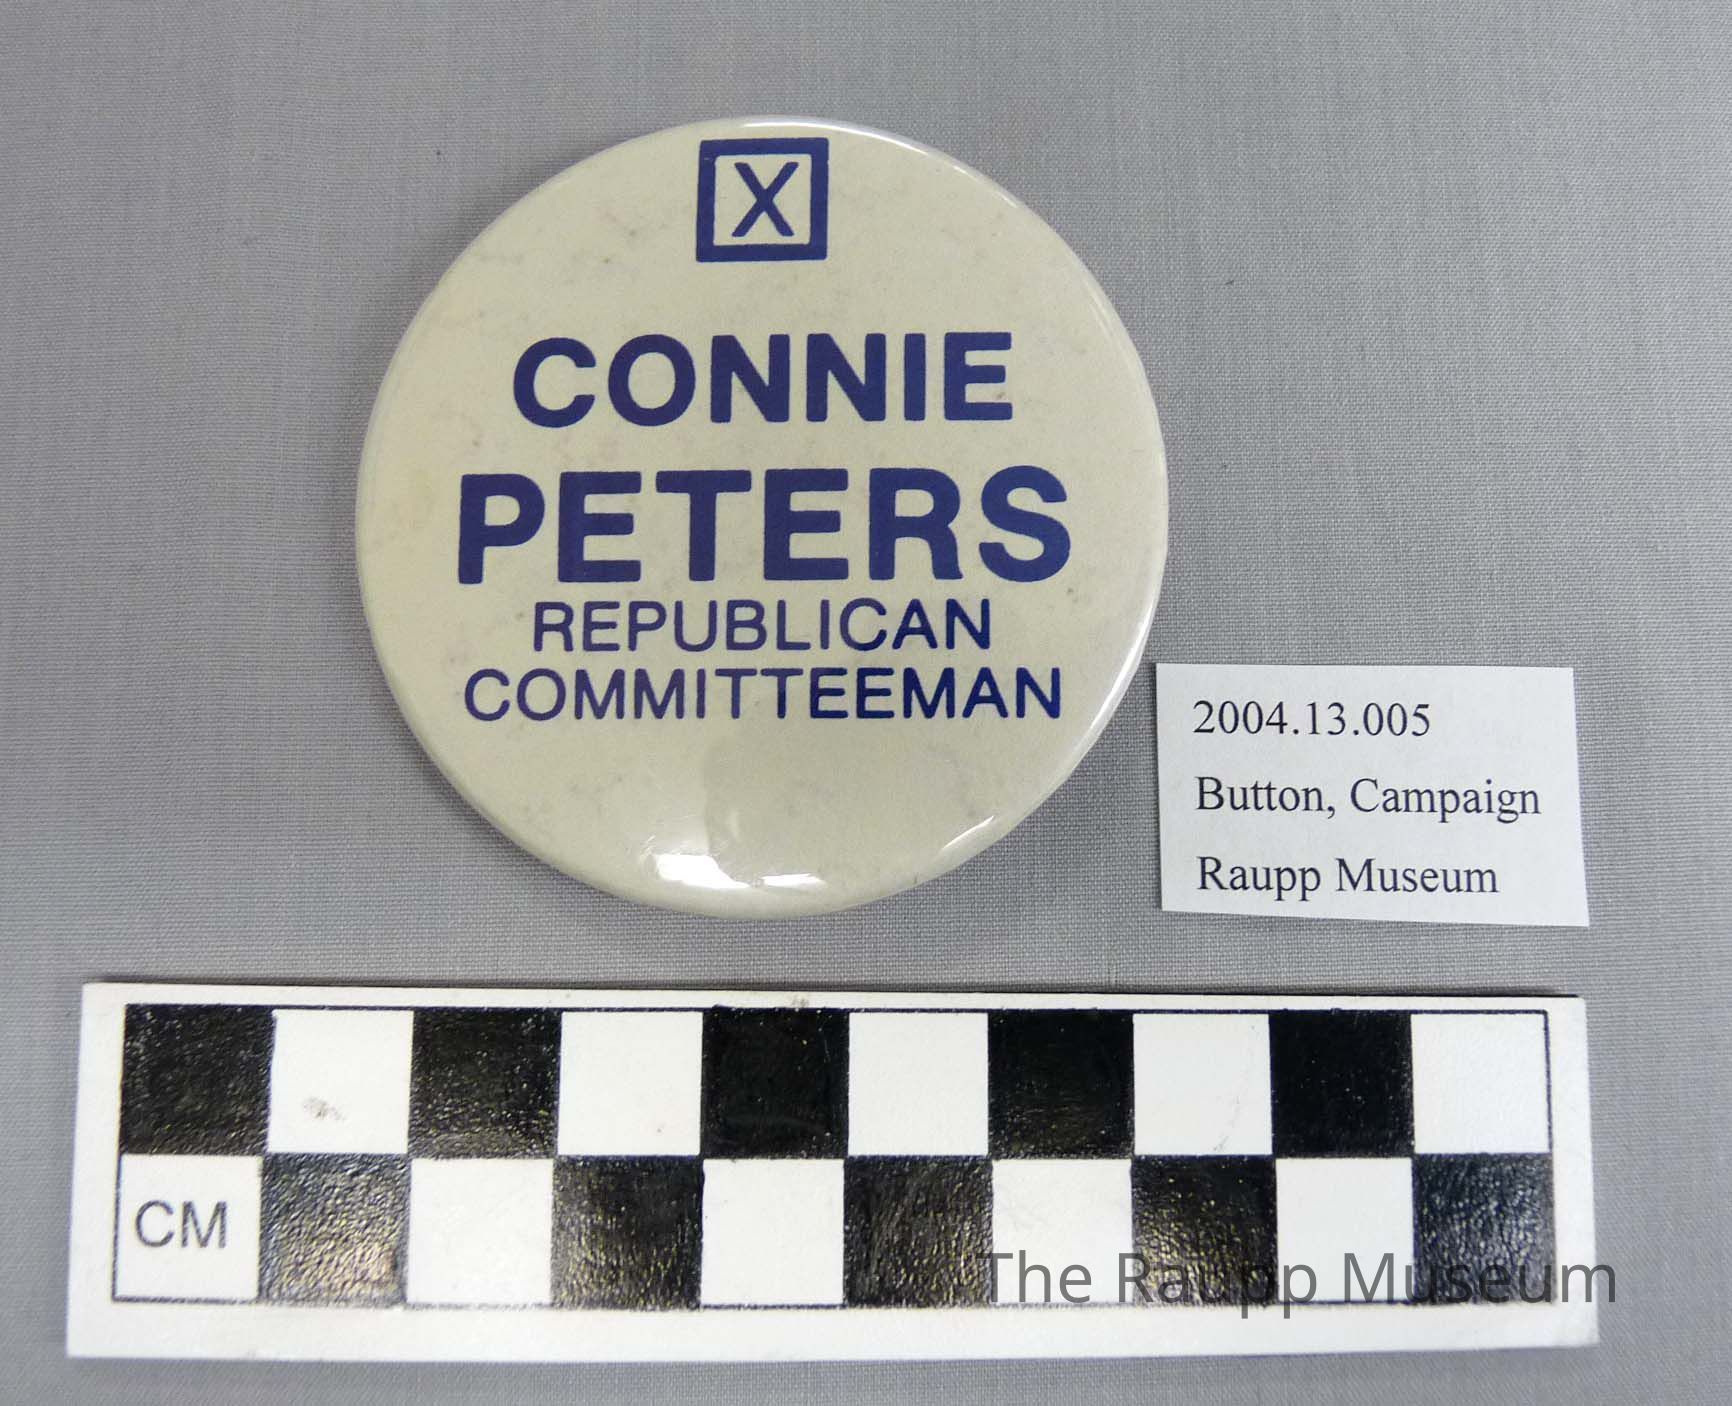 X
CONNIE
PETERS
REPUBLICAN
COMMITTEEMAN
2004.13.005
Button, Campaign
Raupp Museum
CM
The Raupp Museum